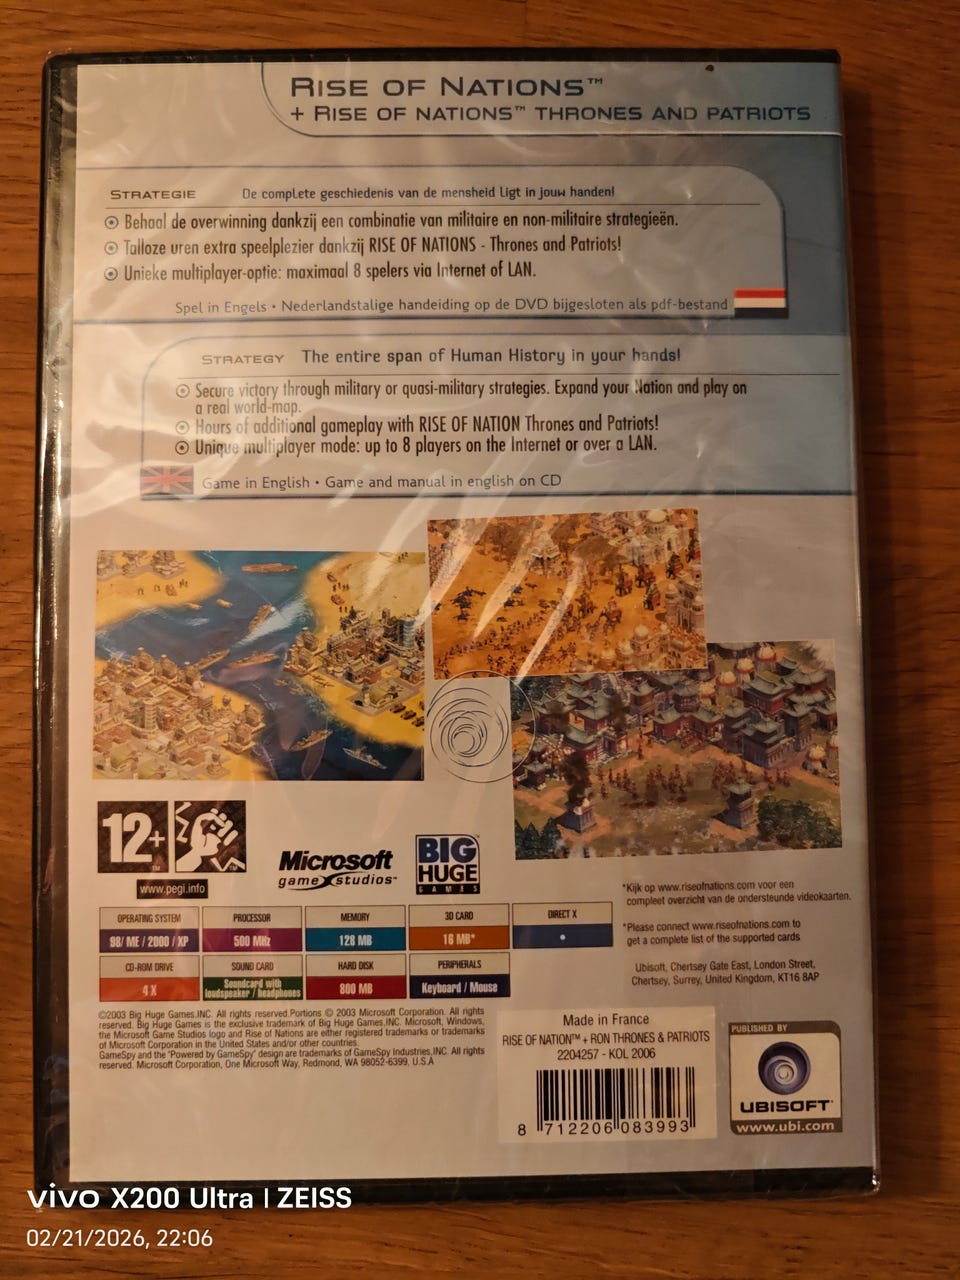 RISE OF NATIONS™
+ RISE OF NATIONS™ THRONES AND PATRIOTS
STRATEGIE De complete geschiedenis van de mensheid ligt in jouw handen!
Behaal de overwinning dankzij een combinatie van militaire en non-militaire strategieën.
Talloze uren extra speelplezier dankzij RISE OF NATIONS - Thrones and Patriots!
Unieke multiplayer-optie: maximaal 8 spelers via Internet of LAN.
Spel in Engels • Nederlandstalige handeiding op de DVD bijgesloten als pdf-bestand
STRATEGY The entire span of Human History in your hands!
Secure victory through military or quasi-military strategies. Expand your Nation and play on
a real world-map.
Hours of additional gameplay with RISE OF NATION Thrones and Patriots!
Unique multiplayer mode: up to 8 players on the Internet or over a LAN.
Game in English • Game and manual in english on CD
12+
www.pegi.info
Microsoft
game studios™
BIG
HUGE
GAMES
*Kijk op www.riseofnations.com voor een
compleet overzicht van de ondersteunde videokaarten.
*Please connect www.riseofnations.com to
get a complete list of the supported cards
Ubisoft, Chertsey Gate East, London Street,
Chertsey, Surrey, United Kingdom, KT16 8AP
OPERATING SYSTEM PROCESSOR MEMORY 3D CARD DIRECT X
98/ ME / 2000 / XP 500 MHz 128 MB 16 MB* •
CD-ROM DRIVE SOUND CARD HARD DISK PERIPHERALS
4 X Soundcard with loudspeaker / headphones 800 MB Keyboard / Mouse
©2003 Big Huge Games,INC. All rights reserved.Portions © 2003 Microsoft Corporation. All rights
reserved. Big Huge Games is the exclusive trademark of Big Huge Games,INC. Microsoft, Windows,
the Microsoft Game Studios logo and Rise of Nations are either registered trademarks or trademarks
of Microsoft Corporation in the United States and/or other countries.
GameSpy and the "Powered by GameSpy" design are trademarks of GameSpy Industries,INC. All rights
reserved. Microsoft Corporation, One Microsoft Way, Redmond, WA 98052-6399, U.S.A
Made in France
RISE OF NATION™ + RON THRONES & PATRIOTS
2204257 - KOL 2006
8 712206 083993
PUBLISHED BY
UBISOFT
www.ubi.com
vivo X200 Ultra | ZEISS
02/21/2026, 22:06